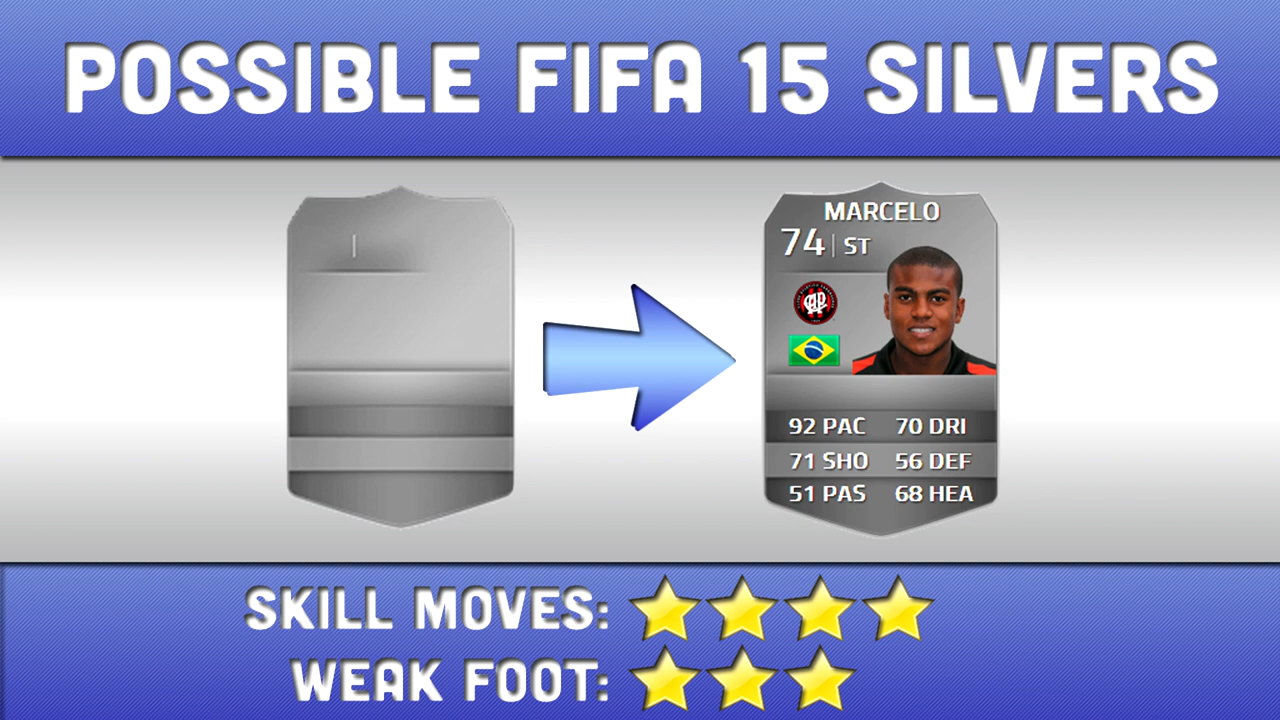 POSSIBLE FIFA 15 SILVERS
MARCELO
74 | ST
CAP
92 PAC 70 DRI
71 SHO 56 DEF
51 PAS 68 HEA
SKILL MOVES:
WEAK FOOT: